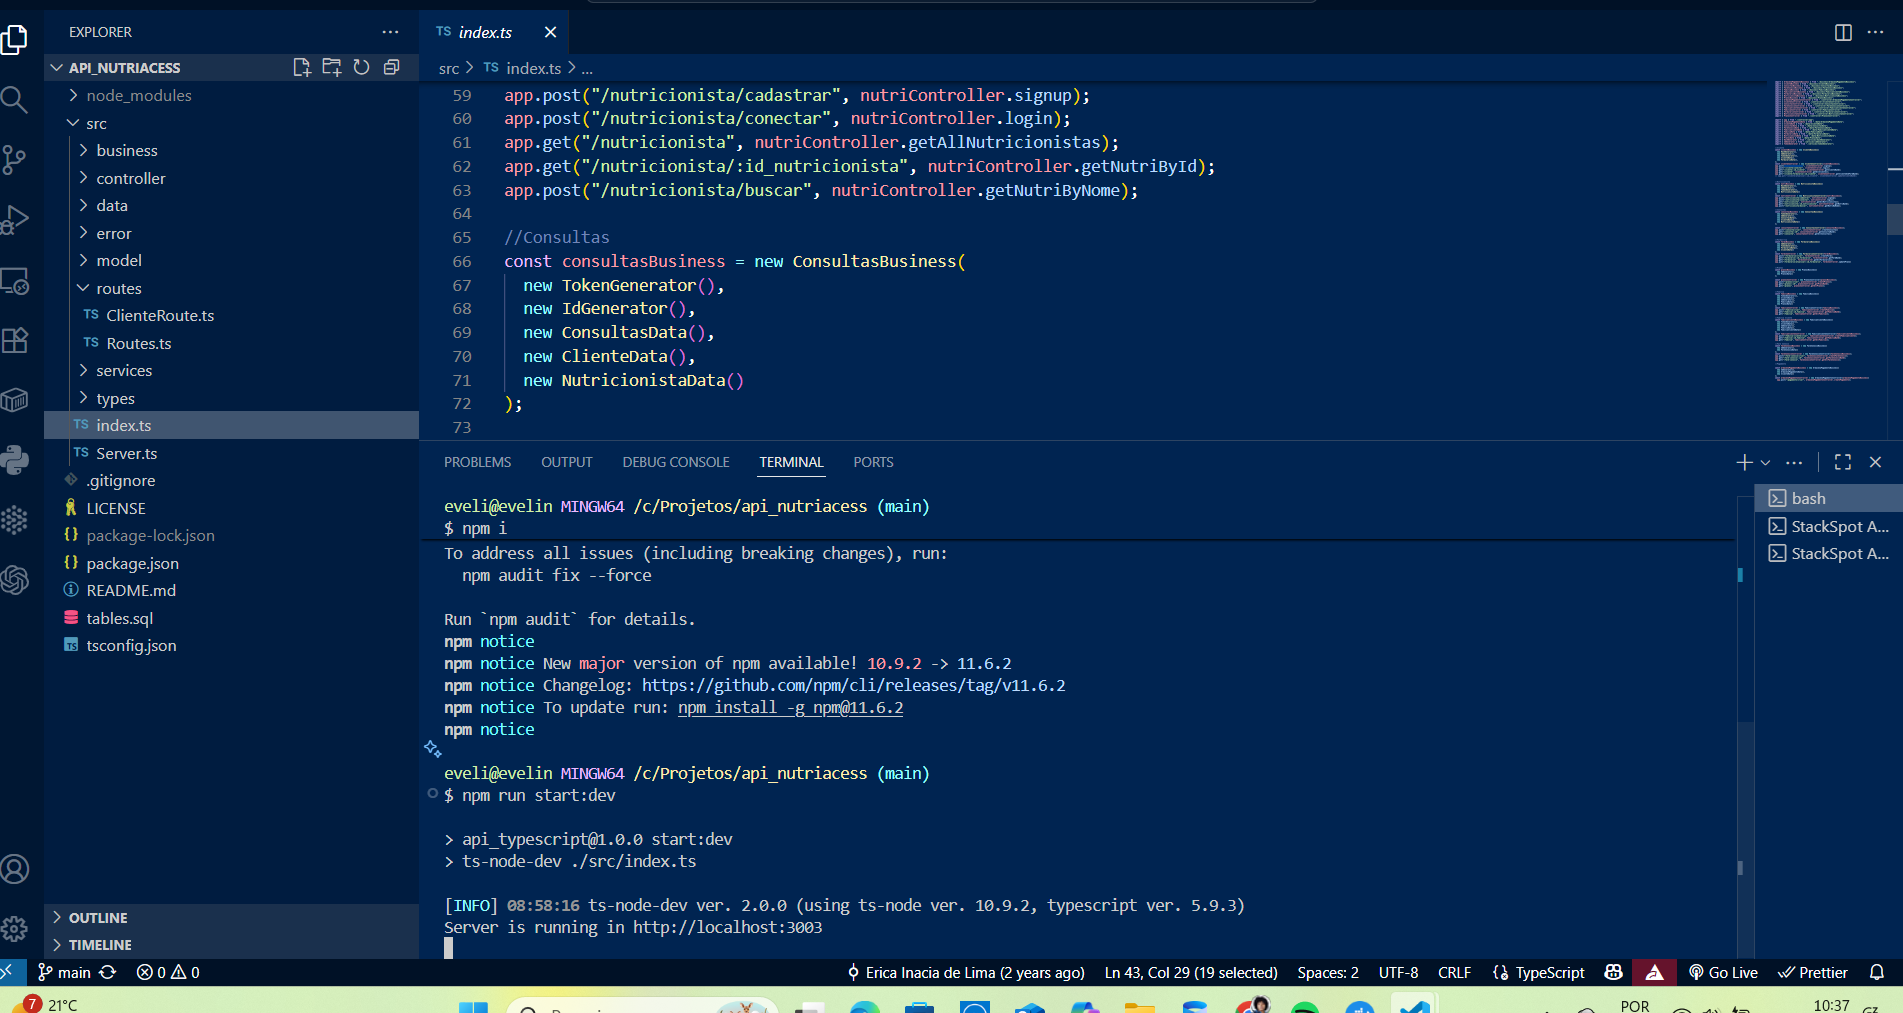 EXPLORER
API_NUTRIACESS
node_modules
src
business
controller
data
error
model
routes
TS ClienteRoute.ts
TS Routes.ts
services
types
TS index.ts
TS Server.ts
.gitignore
LICENSE
{} package-lock.json
{} package.json
README.md
tables.sql
TS tsconfig.json
OUTLINE
TIMELINE
TS index.ts
src > TS index.ts > ...
59 app.post("/nutricionista/cadastrar", nutriController.signup);
60 app.post("/nutricionista/conectar", nutriController.login);
61 app.get("/nutricionista", nutriController.getAllNutricionistas);
62 app.get("/nutricionista/:id_nutricionista", nutriController.getNutriById);
63 app.post("/nutricionista/buscar", nutriController.getNutriByNome);
64
65 //Consultas
66 const consultasBusiness = new ConsultasBusiness(
67 new TokenGenerator(),
68 new IdGenerator(),
69 new ConsultasData(),
70 new ClienteData(),
71 new NutricionistaData()
72 );
73
PROBLEMS OUTPUT DEBUG CONSOLE TERMINAL PORTS
eveli@evelin MINGW64 /c/Projetos/api_nutriacess (main)
$ npm i
To address all issues (including breaking changes), run:
npm audit fix --force
Run `npm audit` for details.
npm notice
npm notice New major version of npm available! 10.9.2 -> 11.6.2
npm notice Changelog: https://github.com/npm/cli/releases/tag/v11.6.2
npm notice To update run: npm install -g npm@11.6.2
npm notice
eveli@evelin MINGW64 /c/Projetos/api_nutriacess (main)
$ npm run start:dev
> api_typescript@1.0.0 start:dev
> ts-node-dev ./src/index.ts
[INFO] 08:58:16 ts-node-dev ver. 2.0.0 (using ts-node ver. 10.9.2, typescript ver. 5.9.3)
Server is running in http://localhost:3003
bash
StackSpot A...
StackSpot A...
main 0 0 Erica Inacia de Lima (2 years ago) Ln 43, Col 29 (19 selected) Spaces: 2 UTF-8 CRLF {} TypeScript Go Live Prettier
7 21°C POR 10:37